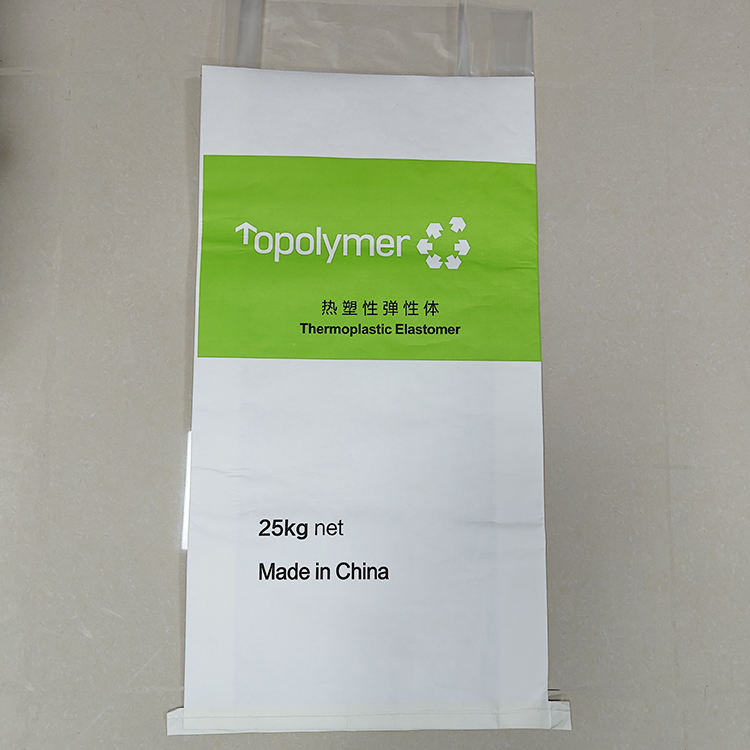 Topolymer
热塑性弹性体
Thermoplastic Elastomer
25kg net
Made in China